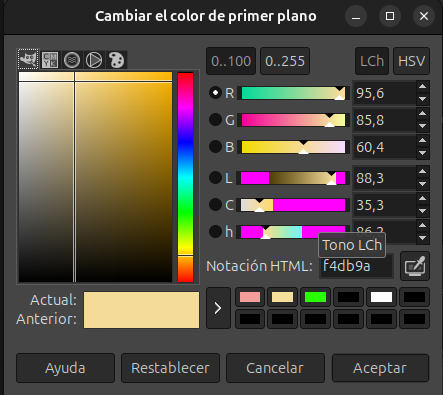 Cambiar el color de primer plano
0..100 0..255 LCh HSV
R 95,6
G 85,8
B 60,4
L 88,3
C 35,3
h 86,2
Tono LCh
Notación HTML: f4db9a
Actual:
Anterior:
Ayuda Restablecer Cancelar Aceptar